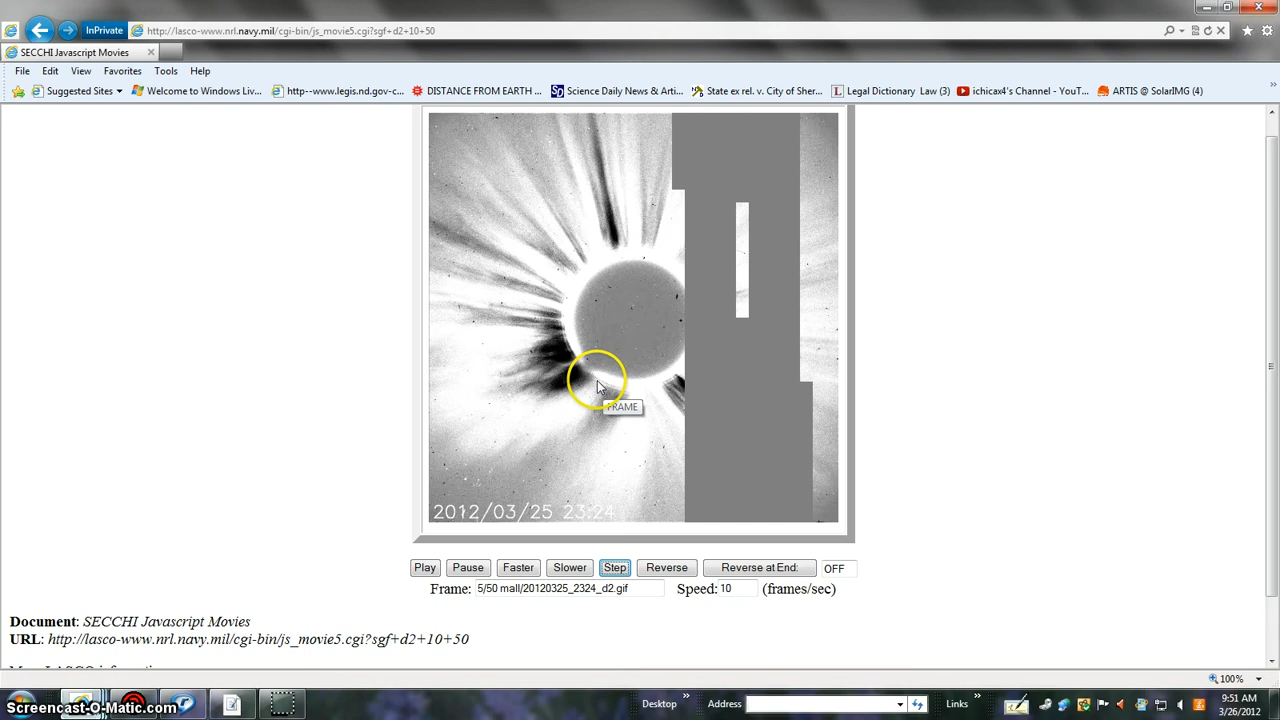 InPrivate
http://lasco-www.nrl.navy.mil/cgi-bin/js_movie5.cgi?sgf+d2+10+50
SECCHI Javascript Movies
File Edit View Favorites Tools Help
Suggested Sites
Welcome to Windows Liv...
http--www.legis.nd.gov-c...
DISTANCE FROM EARTH ...
SD Science Daily News & Arti...
State ex rel. v. City of Sher...
L Legal Dictionary Law (3)
ichicax4's Channel - YouT...
ARTIS @ SolarIMG (4)
FRAME
2012/03/25 23:24
Play Pause Faster Slower Step Reverse Reverse at End: OFF
Frame: 5/50 mall/20120325_2324_d2.gif Speed: 10 (frames/sec)
Document: SECCHI Javascript Movies
URL: http://lasco-www.nrl.navy.mil/cgi-bin/js_movie5.cgi?sgf+d2+10+50
More LASCO information
100%
Screencast-O-Matic.com
Desktop
Address
Links
9:51 AM
3/26/2012